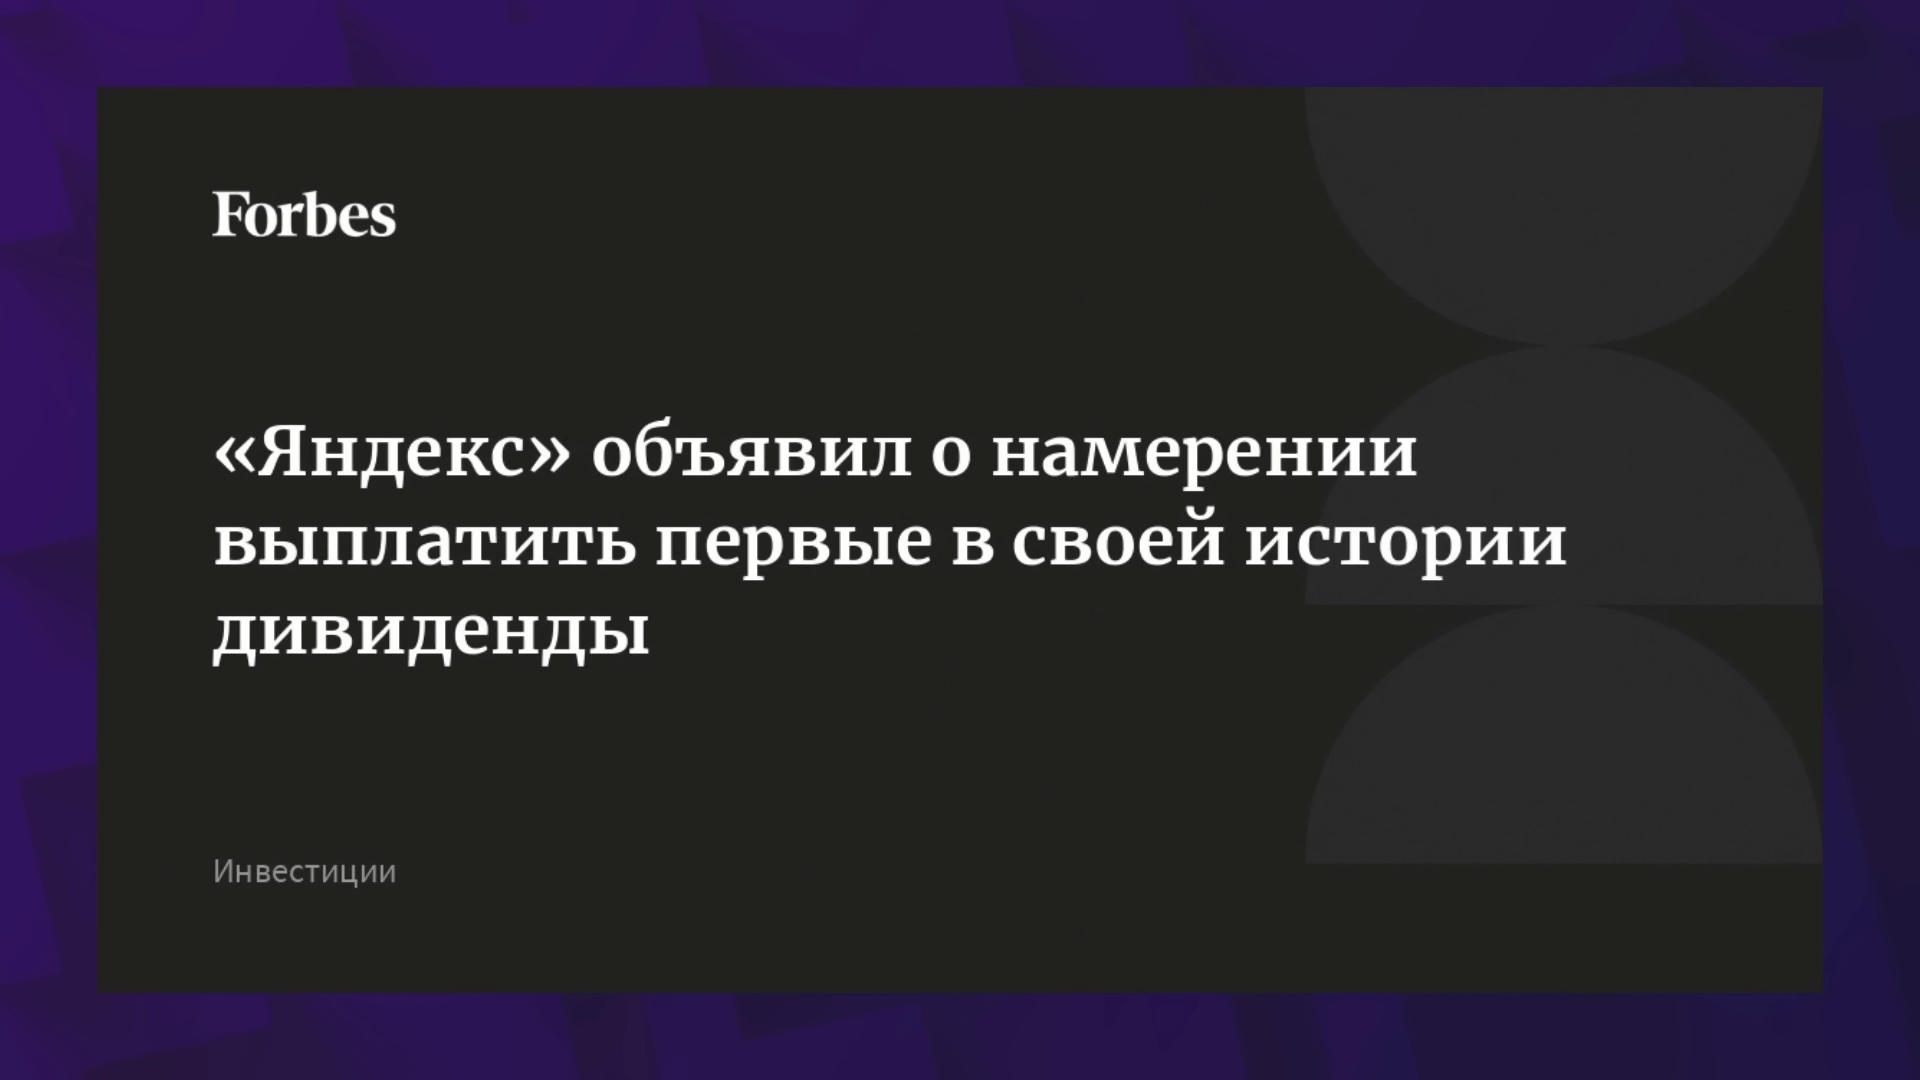 Forbes
«Яндекс» объявил о намерении
выплатить первые в своей истории
дивиденды
Инвестиции